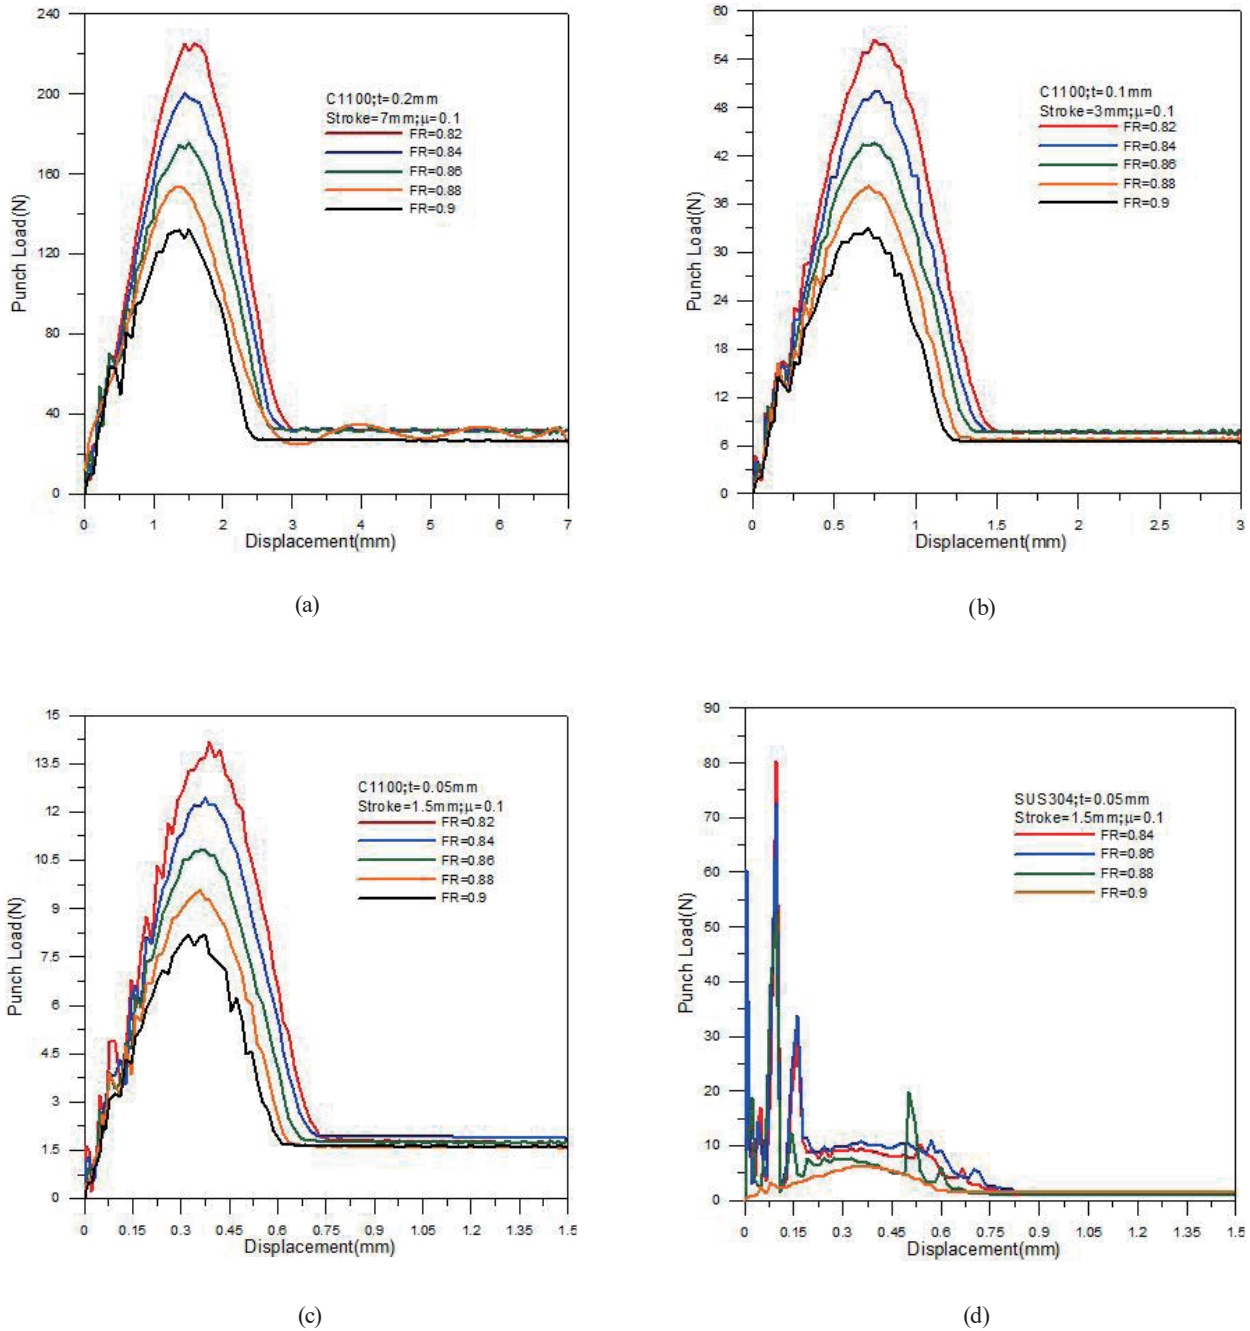 240
200
160
120
80
40
0
Punch Load(N)
C1100;t=0.2mm
Stroke=7mm;μ=0.1
FR=0.82
FR=0.84
FR=0.86
FR=0.88
FR=0.9
0 1 2 3 4 5 6 7
Displacement(mm)
(a)
60
54
48
42
36
30
24
18
12
6
0
Punch Load(N)
C1100;t=0.1mm
Stroke=3mm;μ=0.1
FR=0.82
FR=0.84
FR=0.86
FR=0.88
FR=0.9
0 0.5 1 1.5 2 2.5 3
Displacement(mm)
(b)
15
13.5
12
10.5
9
7.5
6
4.5
3
1.5
0
Punch Load(N)
C1100;t=0.05mm
Stroke=1.5mm;μ=0.1
FR=0.82
FR=0.84
FR=0.86
FR=0.88
FR=0.9
0 0.15 0.3 0.45 0.6 0.75 0.9 1.05 1.2 1.35 1.5
Displacement(mm)
(c)
90
80
70
60
50
40
30
20
10
0
Punch Load(N)
SUS304;t=0.05mm
Stroke=1.5mm;μ=0.1
FR=0.84
FR=0.86
FR=0.88
FR=0.9
0 0.15 0.3 0.45 0.6 0.75 0.9 1.05 1.2 1.35 1.5
Displacement(mm)
(d)